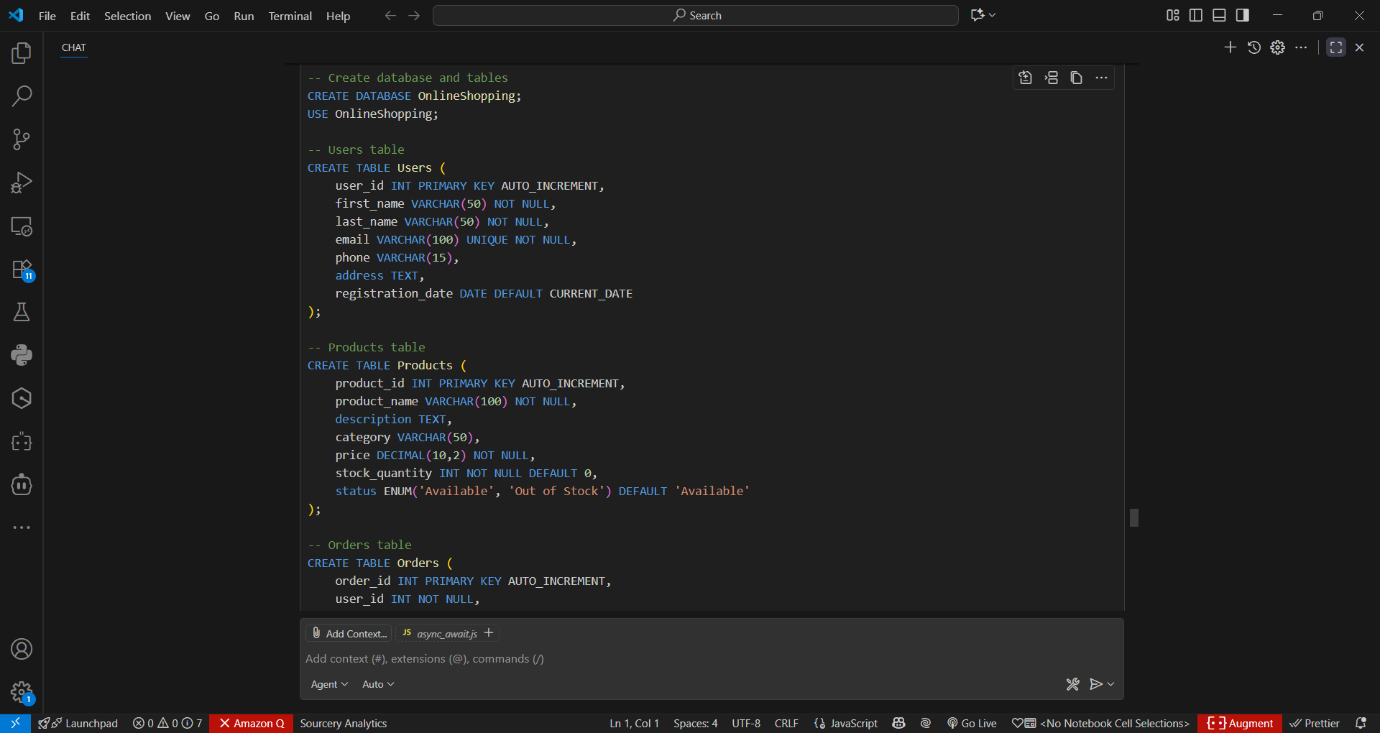 File Edit Selection View Go Run Terminal Help
Search
CHAT
-- Create database and tables
CREATE DATABASE OnlineShopping;
USE OnlineShopping;
-- Users table
CREATE TABLE Users (
user_id INT PRIMARY KEY AUTO_INCREMENT,
first_name VARCHAR(50) NOT NULL,
last_name VARCHAR(50) NOT NULL,
email VARCHAR(100) UNIQUE NOT NULL,
phone VARCHAR(15),
address TEXT,
registration_date DATE DEFAULT CURRENT_DATE
);
-- Products table
CREATE TABLE Products (
product_id INT PRIMARY KEY AUTO_INCREMENT,
product_name VARCHAR(100) NOT NULL,
description TEXT,
category VARCHAR(50),
price DECIMAL(10,2) NOT NULL,
stock_quantity INT NOT NULL DEFAULT 0,
status ENUM('Available', 'Out of Stock') DEFAULT 'Available'
);
-- Orders table
CREATE TABLE Orders (
order_id INT PRIMARY KEY AUTO_INCREMENT,
user_id INT NOT NULL,
11
Add Context... JS async_await.js +
Add context (#), extensions (@), commands (/)
Agent Auto
1
Launchpad 0 0 7 Amazon Q Sourcery Analytics Ln 1, Col 1 Spaces: 4 UTF-8 CRLF JavaScript Go Live <No Notebook Cell Selections> Augment Prettier